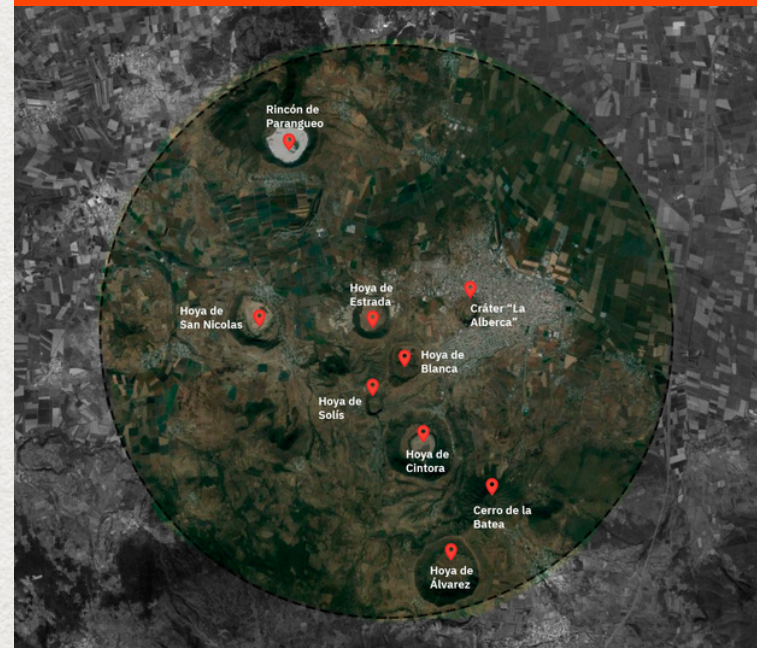 Rincón de
Parangueo
Hoya de
Estrada
Hoya de
San Nicolas
Cráter “La
Alberca”
Hoya de
Blanca
Hoya de
Solís
Hoya de
Cintora
Cerro de la
Batea
Hoya de
Álvarez